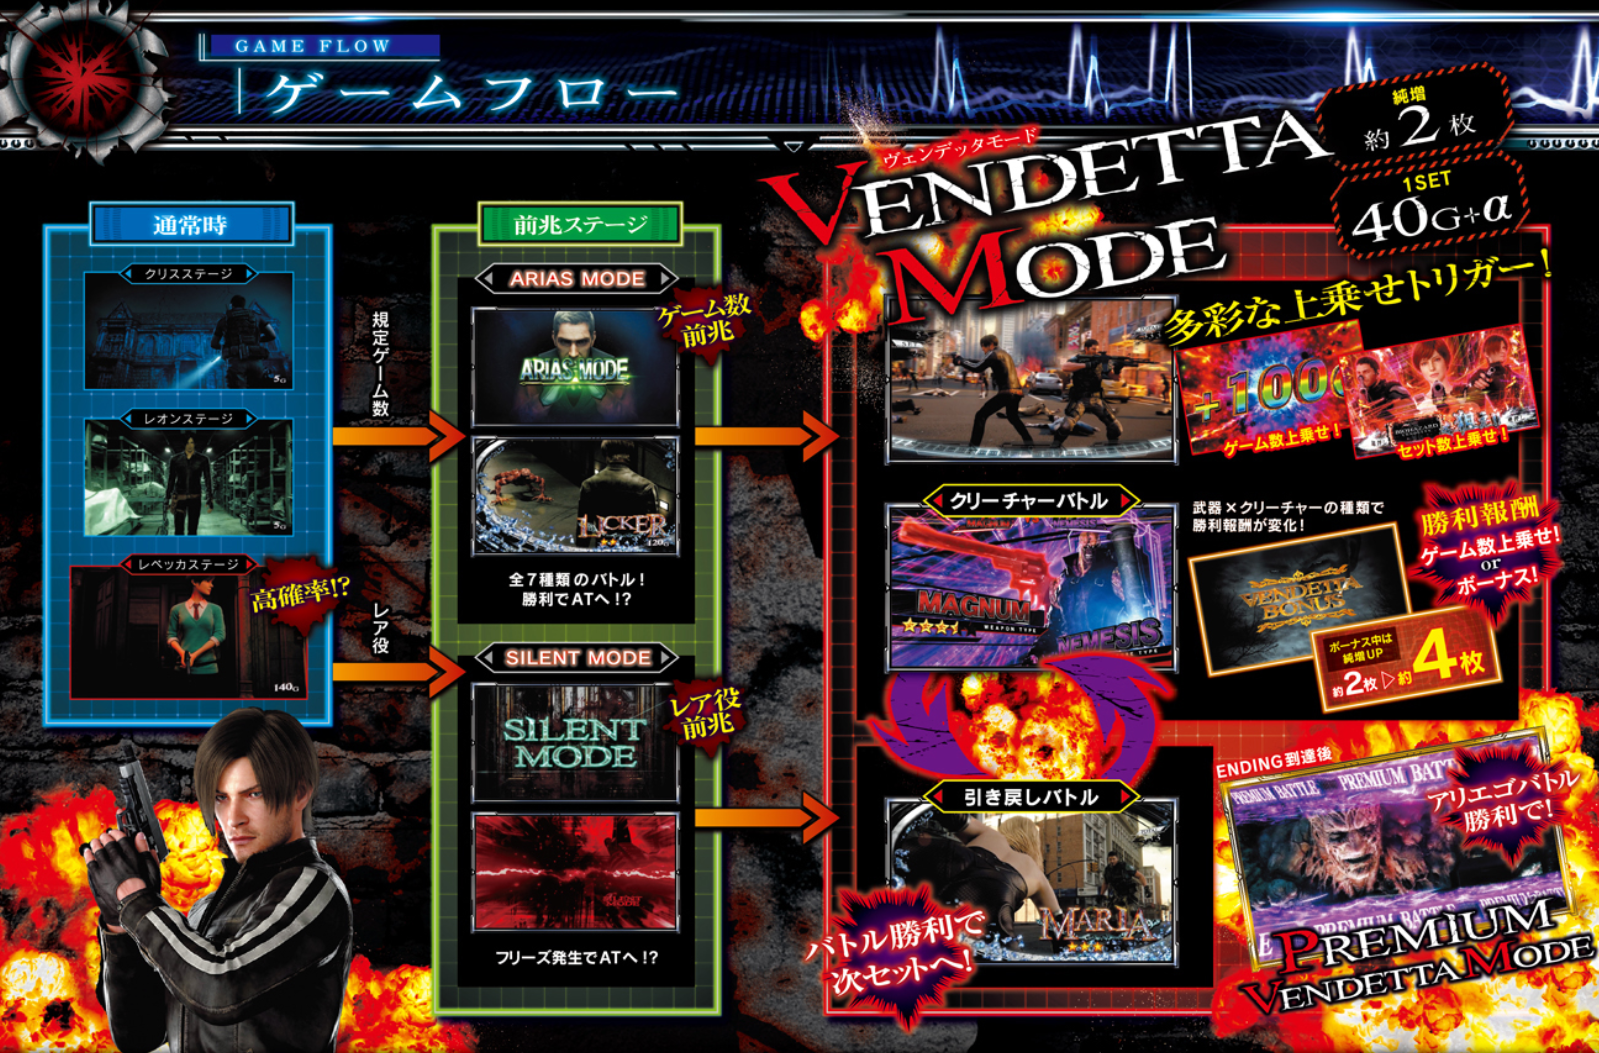 GAME FLOW
ゲームフロー
通常時
クリスステージ
5G
レオンステージ
5G
レベッカステージ
高確率!?
140G
規定ゲーム数
レア役
前兆ステージ
ARIAS MODE
ゲーム数
前兆
ARIAS MODE
LICKER
120G
全7種類のバトル!
勝利でATへ!?
SILENT MODE
レア役
前兆
SILENT
MODE
フリーズ発生でATへ!?
ヴェンデッタモード
VENDETTA
MODE
純増
約2枚
1SET
40G+α
多彩な上乗せトリガー!
+100
ゲーム数上乗せ!
セット数上乗せ!
クリーチャーバトル
MAGNUM
WEAPON TYPE
NEMESIS
武器×クリーチャーの種類で
勝利報酬が変化!
VENDETTA
BONUS
勝利報酬
ゲーム数上乗せ!
or
ボーナス!
ボーナス中は
純増UP
約2枚▷約4枚
引き戻しバトル
MARIA
バトル勝利で
次セットへ!
ENDING到達後
PREMIUM BATTLE PREMIUM BATT
アリエゴバトル
勝利で!
PREMIUM
VENDETTA MODE